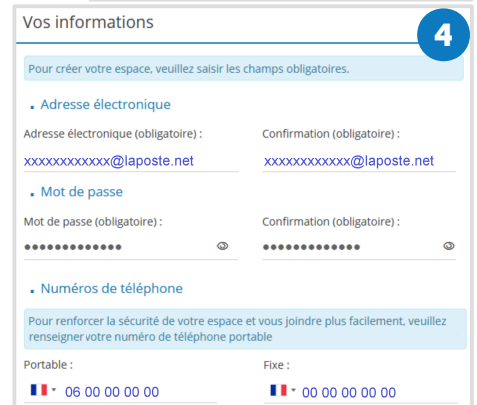 Vos informations
4
Pour créer votre espace, veuillez saisir les champs obligatoires.
. Adresse électronique
Adresse électronique (obligatoire) : Confirmation (obligatoire) :
xxxxxxxxxxxx@laposte.net xxxxxxxxxxxx@laposte.net
. Mot de passe
Mot de passe (obligatoire) : Confirmation (obligatoire) :
••••••••••••• •••••••••••••
. Numéros de téléphone
Pour renforcer la sécurité de votre espace et vous joindre plus facilement, veuillez
renseigner votre numéro de téléphone portable
Portable : Fixe :
06 00 00 00 00 00 00 00 00 00